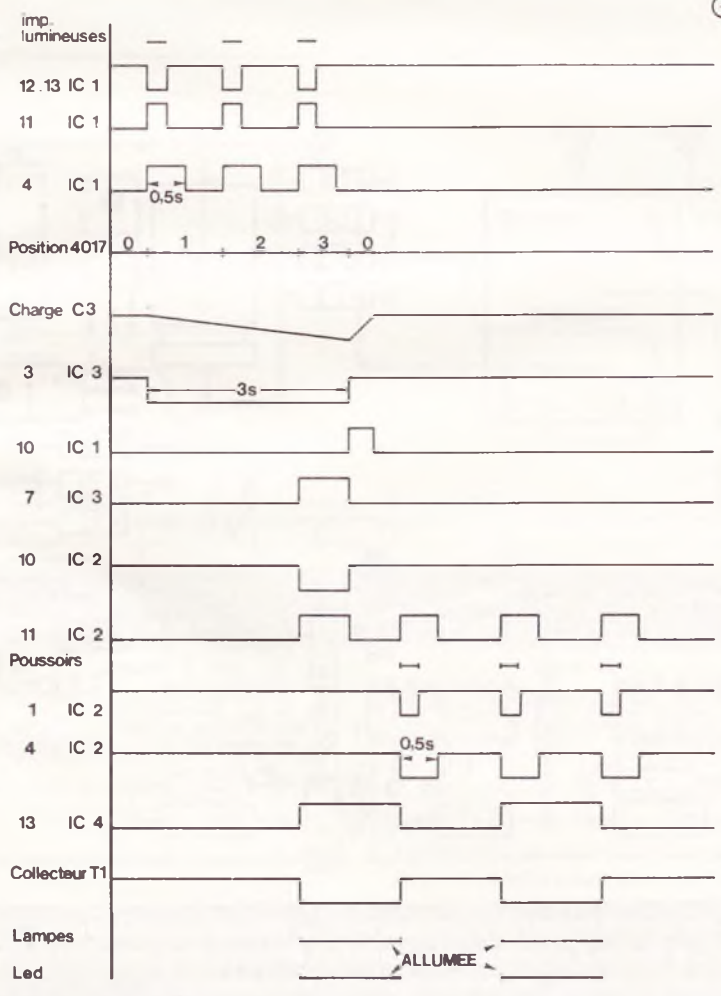 imp.
lumineuses
12.13 IC 1
11 IC 1
4 IC 1
0,5s
Position 4017 0 1 2 3 0
Charge C3
3 IC 3
3s
10 IC 1
7 IC 3
10 IC 2
11 IC 2
Poussoirs
1 IC 2
4 IC 2
0,5s
13 IC 4
Collecteur T1
Lampes
ALLUMEE
Led